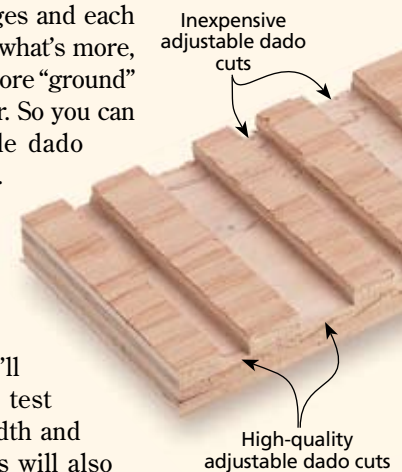 ges and each
what's more,
ore “ground”
r. So you can
le dado
.
'll
test
dth and
s will also
Inexpensive
adjustable dado
cuts
High-quality
adjustable dado cuts